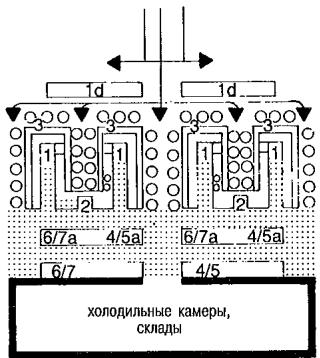 1d 1d
3 3 3 3
1 1 1 1
2 2
6/7a 4/5a 6/7a 4/5a
6/7 4/5
холодильные камеры,
склады